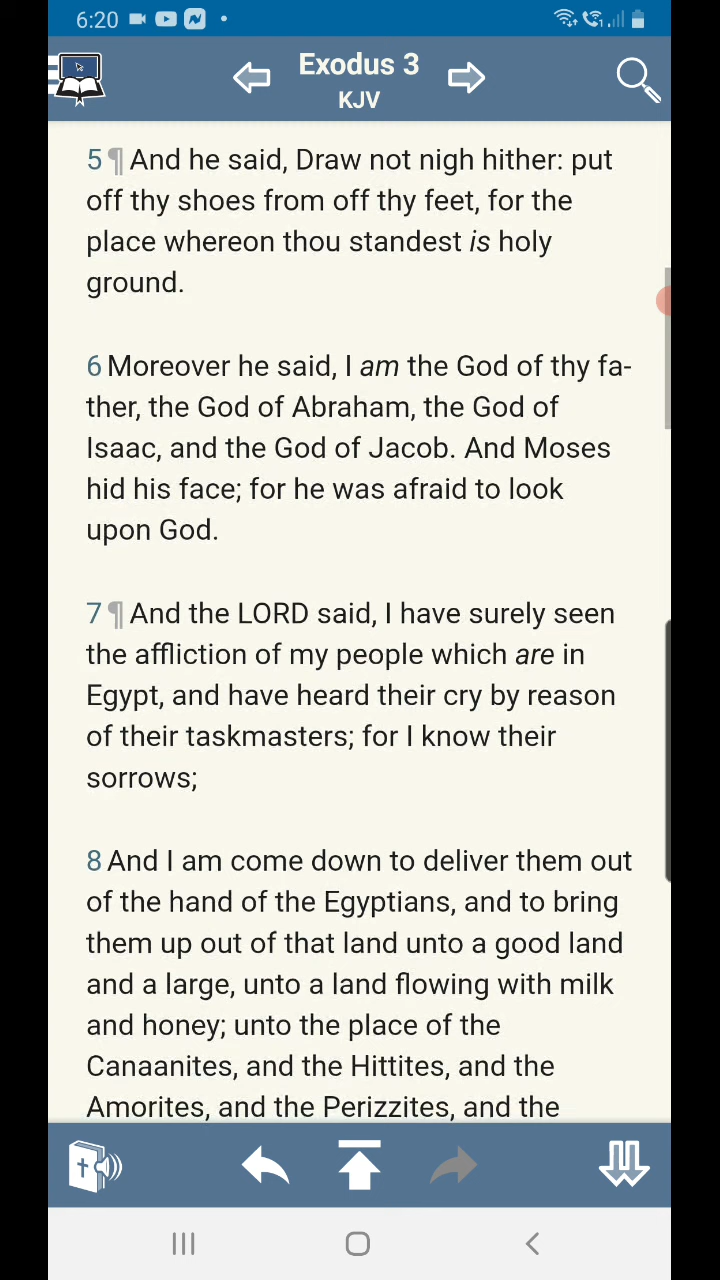 6:20
Exodus 3
KJV
5 ¶ And he said, Draw not nigh hither: put
off thy shoes from off thy feet, for the
place whereon thou standest is holy
ground.
6 Moreover he said, I am the God of thy fa-
ther, the God of Abraham, the God of
Isaac, and the God of Jacob. And Moses
hid his face; for he was afraid to look
upon God.
7 ¶ And the LORD said, I have surely seen
the affliction of my people which are in
Egypt, and have heard their cry by reason
of their taskmasters; for I know their
sorrows;
8 And I am come down to deliver them out
of the hand of the Egyptians, and to bring
them up out of that land unto a good land
and a large, unto a land flowing with milk
and honey; unto the place of the
Canaanites, and the Hittites, and the
Amorites, and the Perizzites, and the